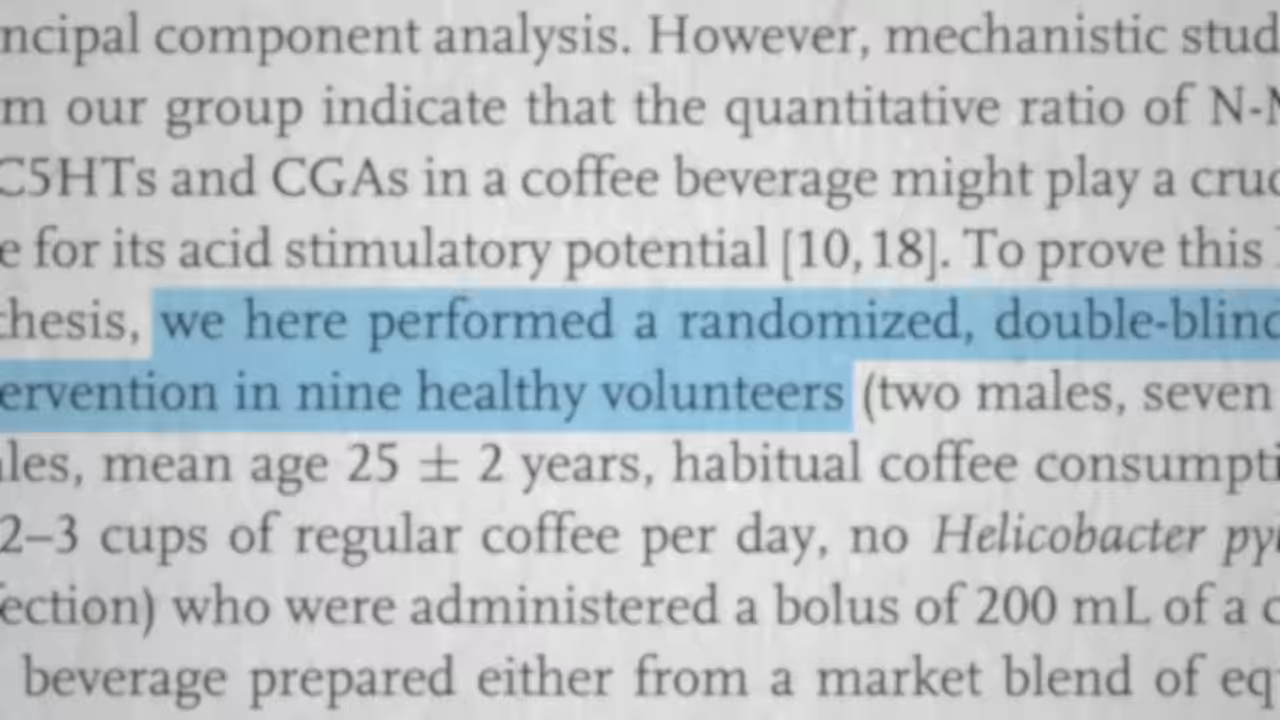 ncipal component analysis. However, mechanistic stud
m our group indicate that the quantitative ratio of N-M
C5HTs and CGAs in a coffee beverage might play a cruc
e for its acid stimulatory potential [10, 18]. To prove this
thesis, we here performed a randomized, double-blind
ervention in nine healthy volunteers (two males, seven
ales, mean age 25 ± 2 years, habitual coffee consumpti
2–3 cups of regular coffee per day, no Helicobacter pyl
ection) who were administered a bolus of 200 mL of a c
beverage prepared either from a market blend of eq